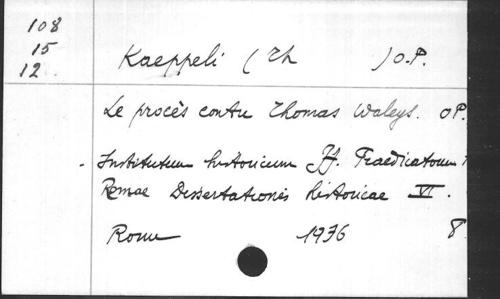 108
15
12.
Kaeppeli (Th )O.P.
Le procès contre Thomas Waleys. OP.
Institutum historicum FF. Praedicatorum
Romae Dissertationes historicae VI.
Rome 1936 8